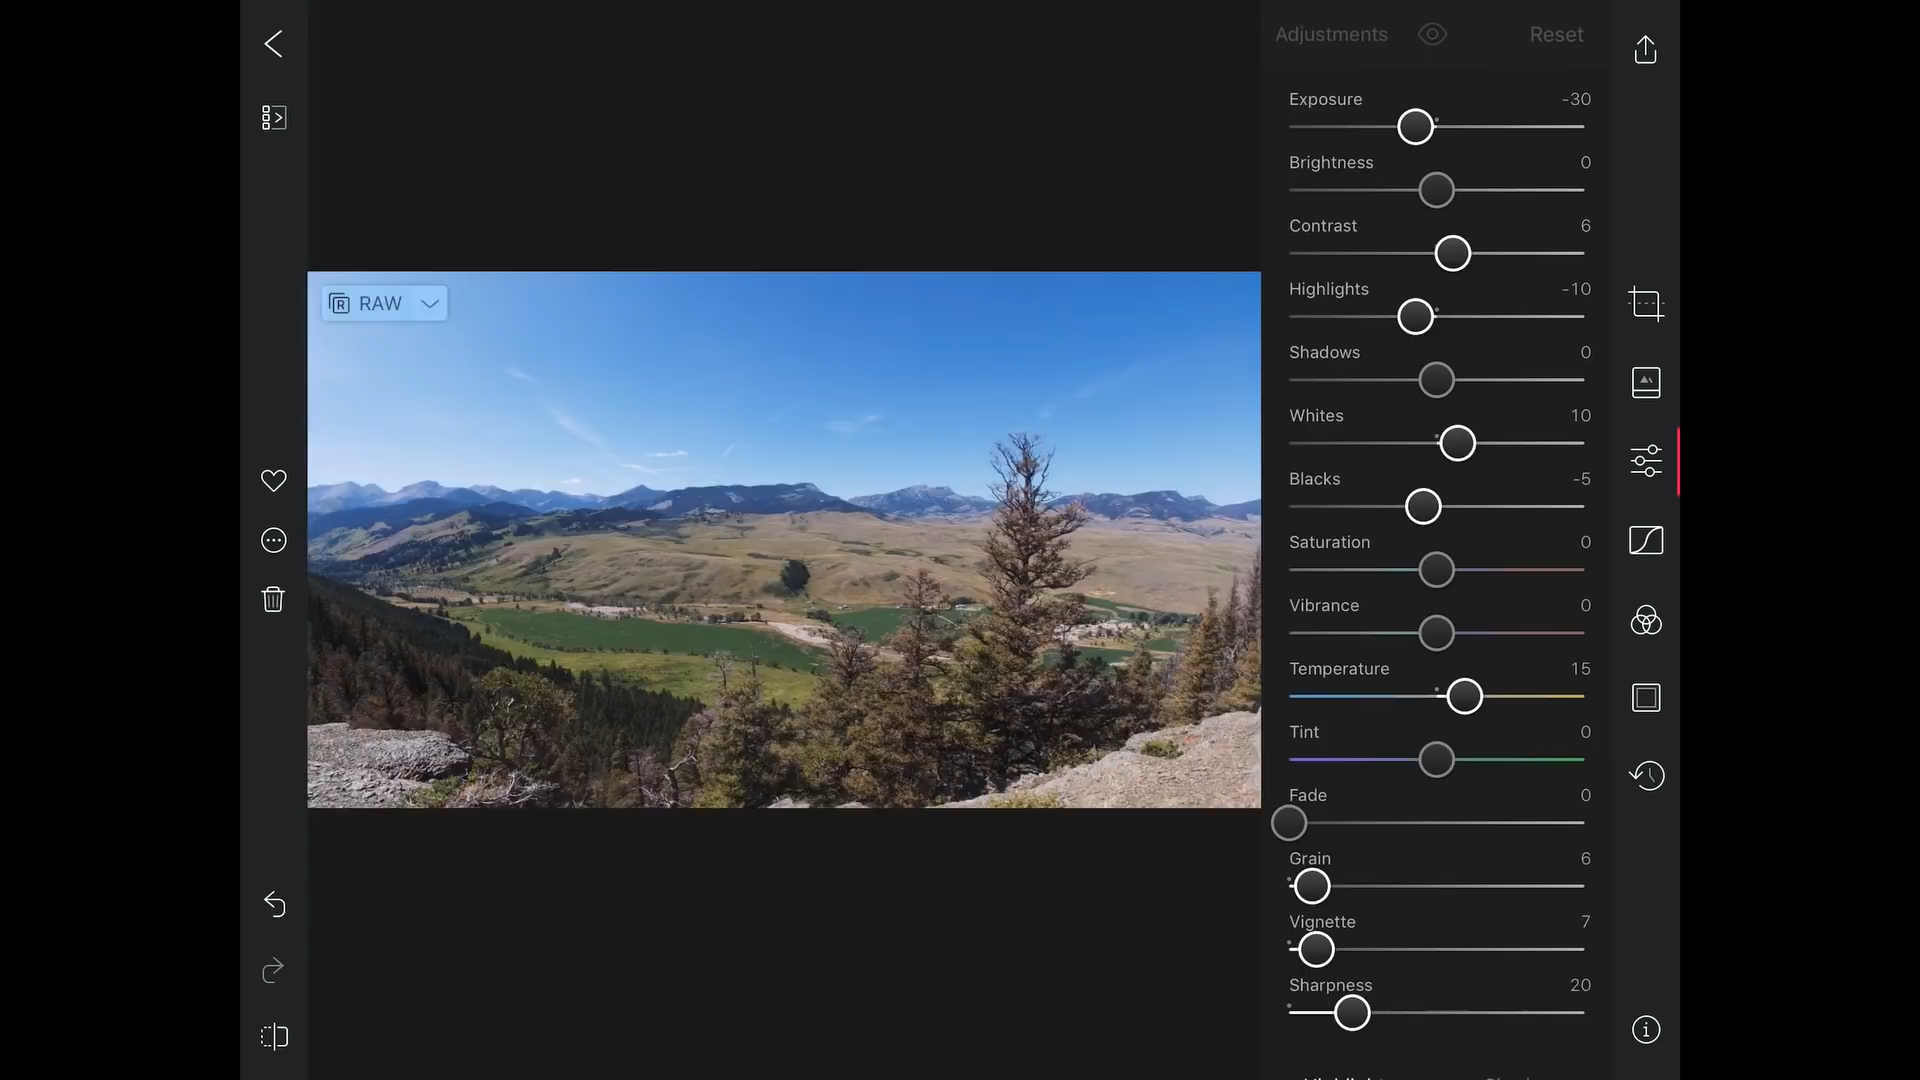 Adjustments Reset
Exposure -30
Brightness 0
Contrast 6
Highlights -10
Shadows 0
Whites 10
Blacks -5
Saturation 0
Vibrance 0
Temperature 15
Tint 0
Fade 0
Grain 6
Vignette 7
Sharpness 20
R RAW